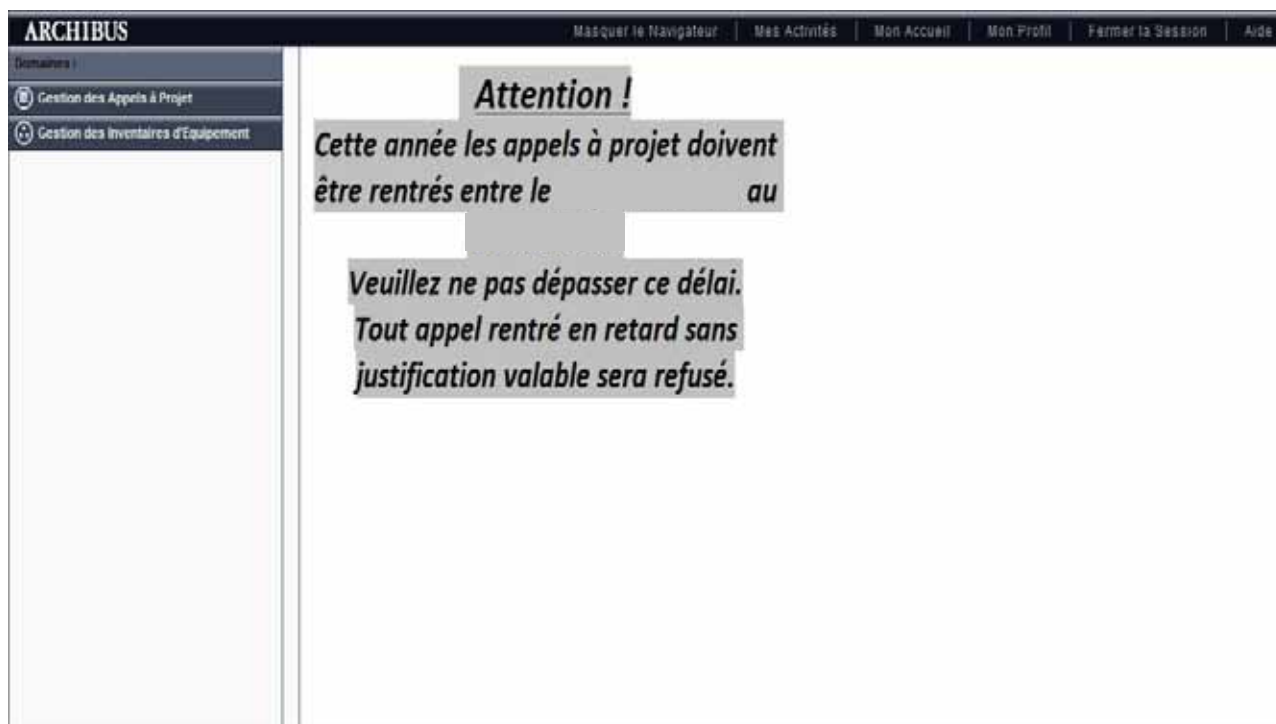 ARCHIBUS
Masquer le Navigateur | Mes Activités | Mon Accueil | Mon Profil | Fermer la Session | Aide
Domaines :
Gestion des Appels à Projet
Gestion des Inventaires d'Equipement
Attention !
Cette année les appels à projet doivent
être rentrés entre le au
Veuillez ne pas dépasser ce délai.
Tout appel rentré en retard sans
justification valable sera refusé.